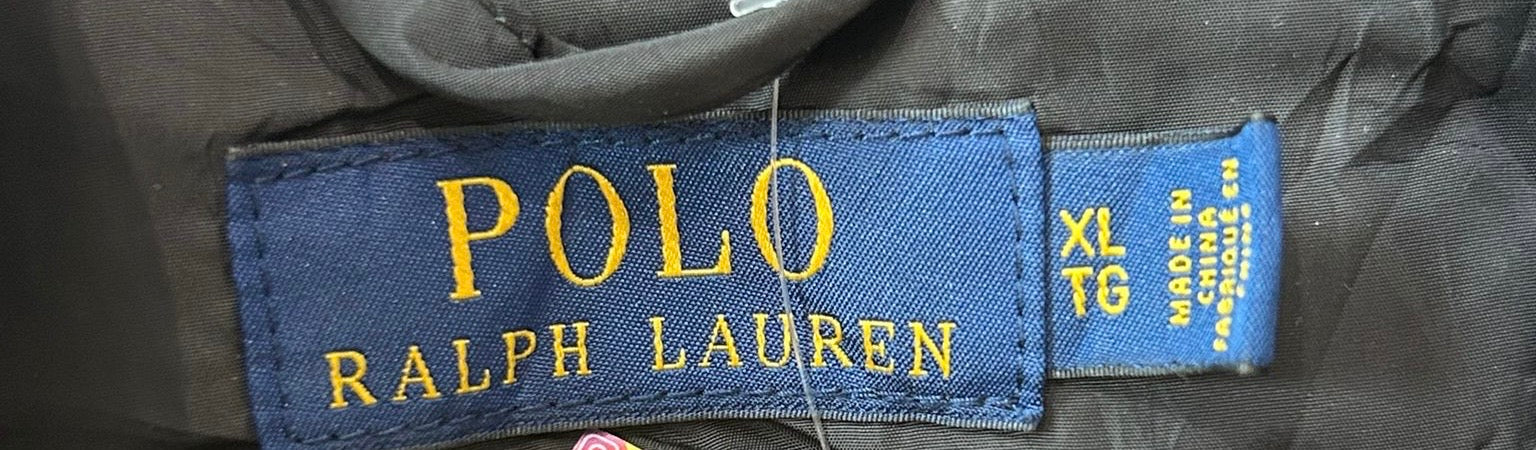 POLO
RALPH LAUREN
XL
TG
MADE IN
CHINA
FABRIQUÉ EN